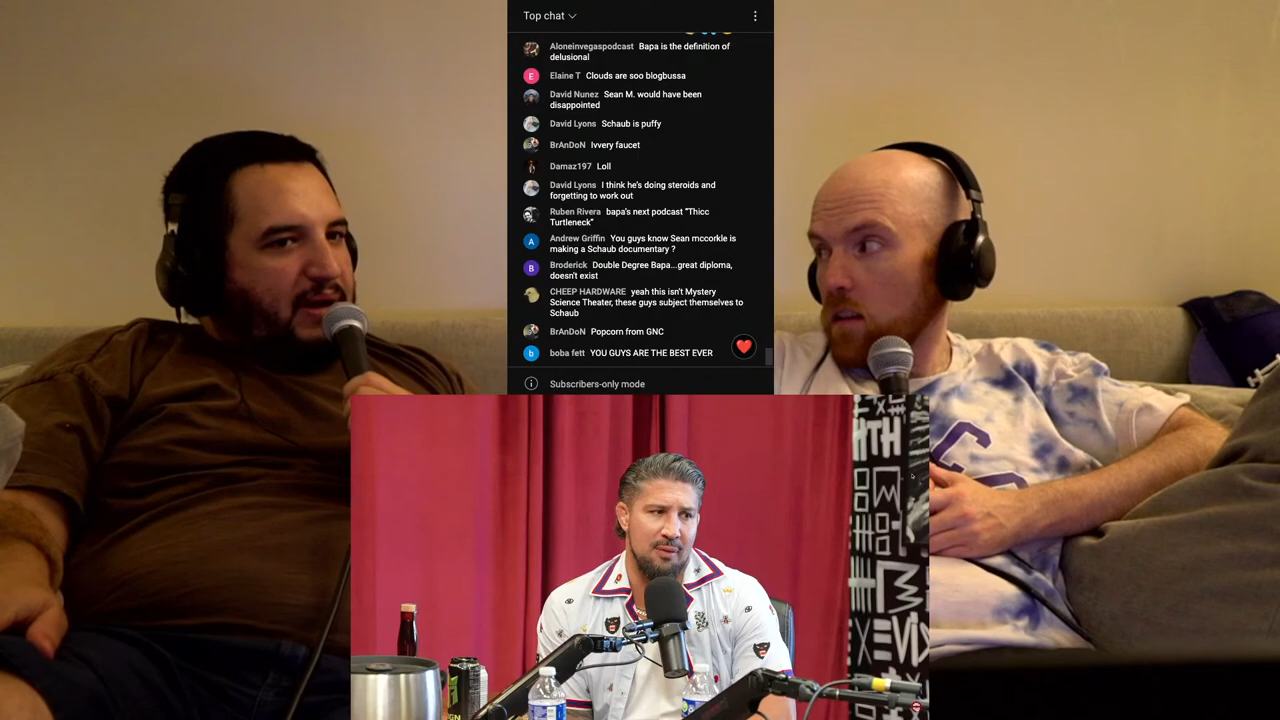 Top chat
Aloneinvegaspodcast Bapa is the definition of
delusional
E Elaine T Clouds are soo blogbussa
David Nunez Sean M. would have been
disappointed
David Lyons Schaub is puffy
BrAnDoN Ivvery faucet
Damaz197 Loll
David Lyons I think he's doing steroids and
forgetting to work out
Ruben Rivera bapa's next podcast "Thicc
Turtleneck"
A Andrew Griffin You guys know Sean mccorkle is
making a Schaub documentary ?
B Broderick Double Degree Bapa...great diploma,
doesn't exist
CHEEP HARDWARE yeah this isn't Mystery
Science Theater, these guys subject themselves to
Schaub
BrAnDoN Popcorn from GNC
b boba fett YOU GUYS ARE THE BEST EVER
Subscribers-only mode